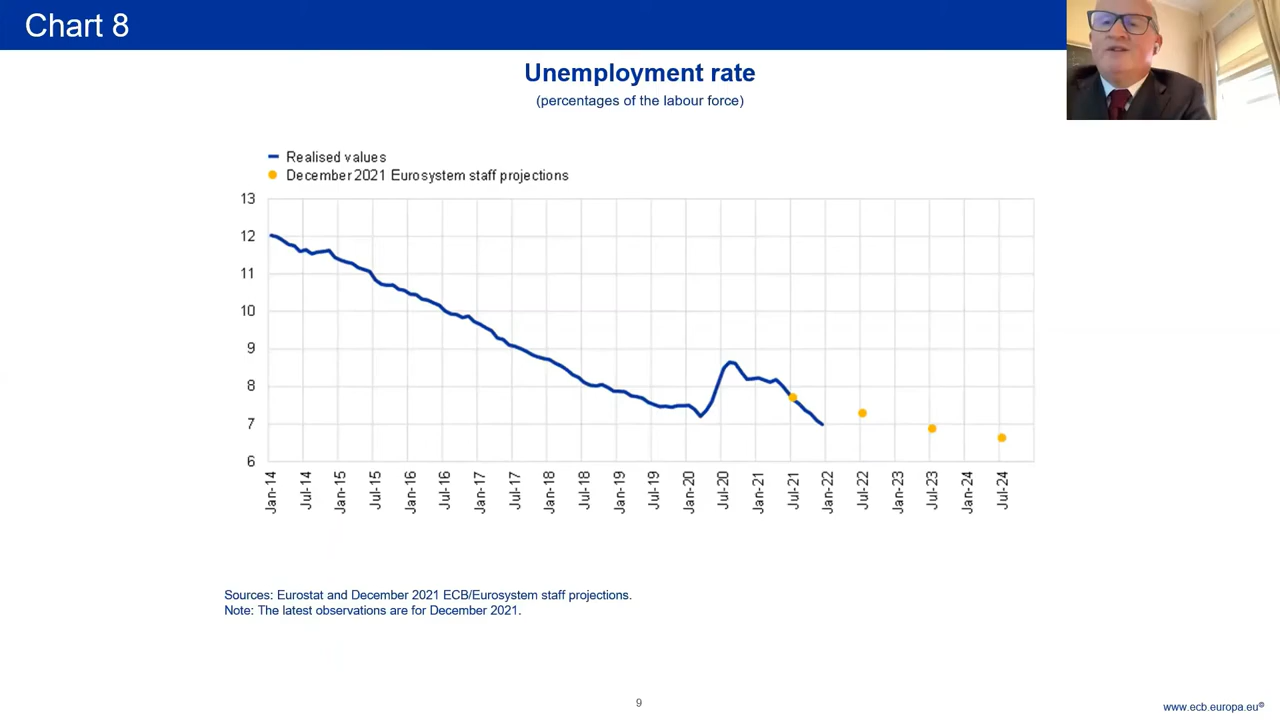 Chart 8
Unemployment rate
(percentages of the labour force)
Realised values
December 2021 Eurosystem staff projections
13
12
11
10
9
8
7
6
Jan-14
Jul-14
Jan-15
Jul-15
Jan-16
Jul-16
Jan-17
Jul-17
Jan-18
Jul-18
Jan-19
Jul-19
Jan-20
Jul-20
Jan-21
Jul-21
Jan-22
Jul-22
Jan-23
Jul-23
Jan-24
Jul-24
Sources: Eurostat and December 2021 ECB/Eurosystem staff projections.
Note: The latest observations are for December 2021.
9
www.ecb.europa.eu©